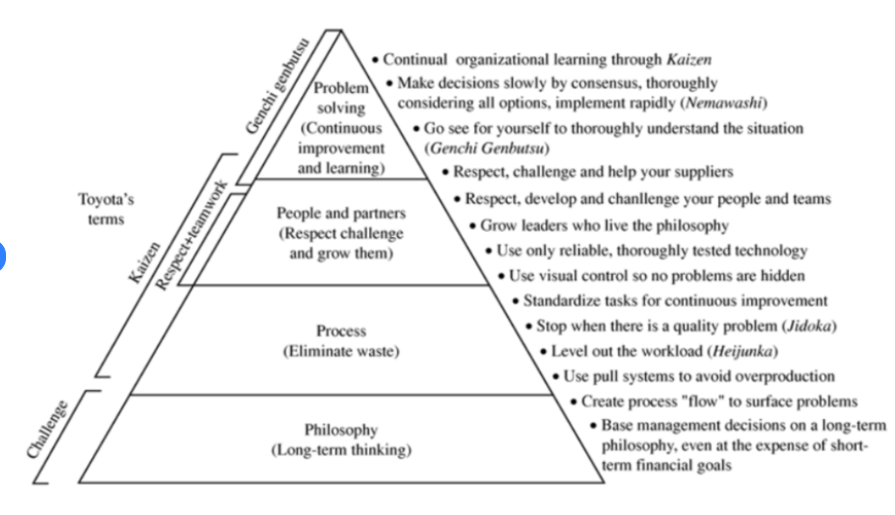 Toyota's
terms
Genchi genbutsu
Respect+teamwork
Kaizen
Challenge
Problem
solving
(Continuous
improvement
and learning)
People and partners
(Respect challenge
and grow them)
Process
(Eliminate waste)
Philosophy
(Long-term thinking)
• Continual organizational learning through Kaizen
• Make decisions slowly by consensus, thoroughly
considering all options, implement rapidly (Nemawashi)
• Go see for yourself to thoroughly understand the situation
(Genchi Genbutsu)
• Respect, challenge and help your suppliers
• Respect, develop and chanllenge your people and teams
• Grow leaders who live the philosophy
• Use only reliable, thoroughly tested technology
• Use visual control so no problems are hidden
• Standardize tasks for continuous improvement
• Stop when there is a quality problem (Jidoka)
• Level out the workload (Heijunka)
• Use pull systems to avoid overproduction
• Create process "flow" to surface problems
• Base management decisions on a long-term
philosophy, even at the expense of short-
term financial goals